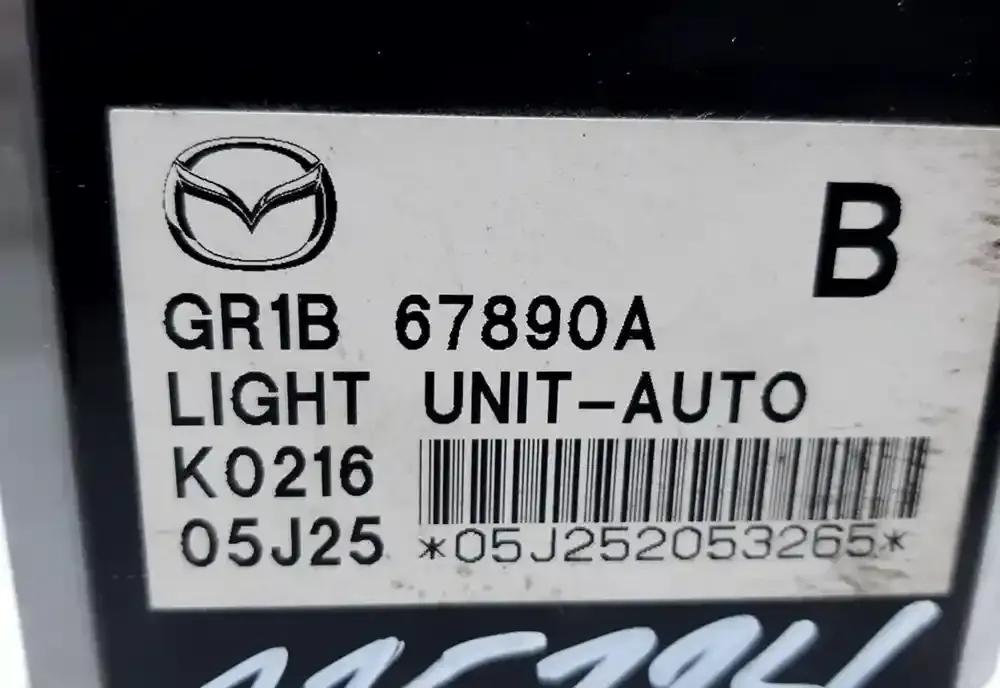 B
GR1B 67890A
LIGHT UNIT-AUTO
K0216
05J25 *05J252053265*